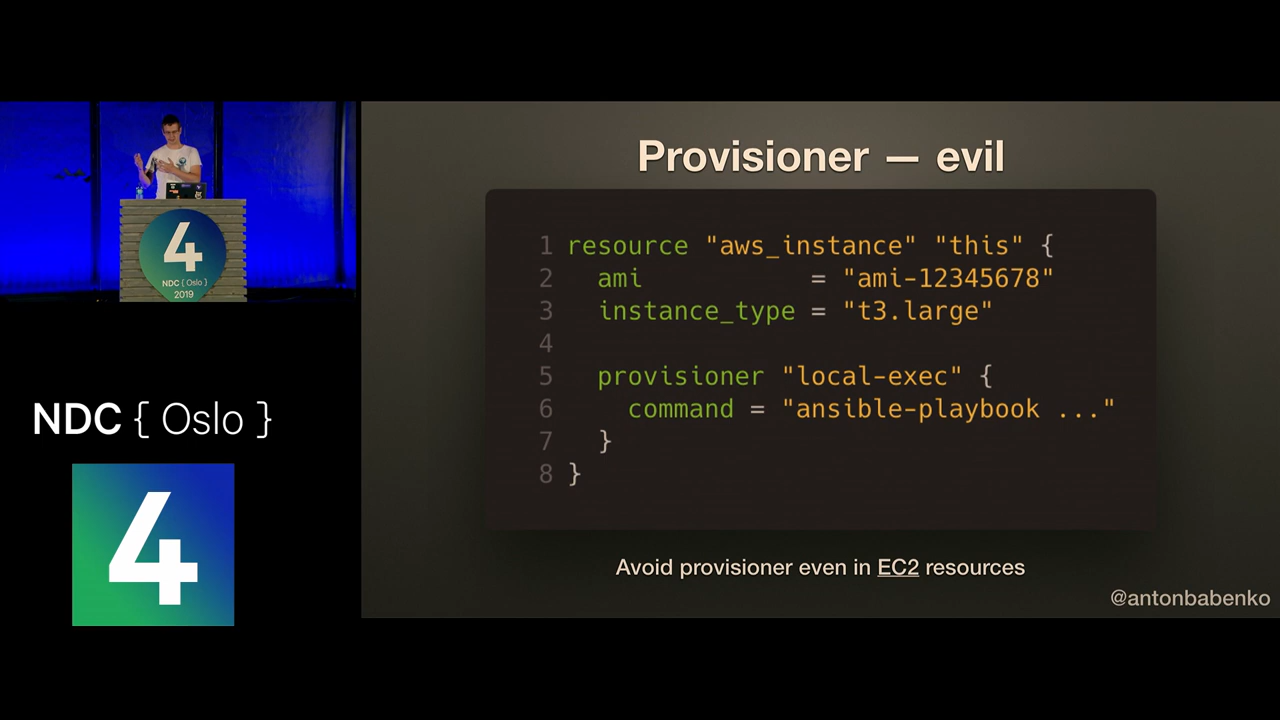 Provisioner — evil
1 resource "aws_instance" "this" {
2 ami = "ami-12345678"
3 instance_type = "t3.large"
4
5 provisioner "local-exec" {
6 command = "ansible-playbook ..."
7 }
8 }
Avoid provisioner even in EC2 resources
@antonbabenko
4
NDC { Oslo }
2019
NDC { Oslo }
4